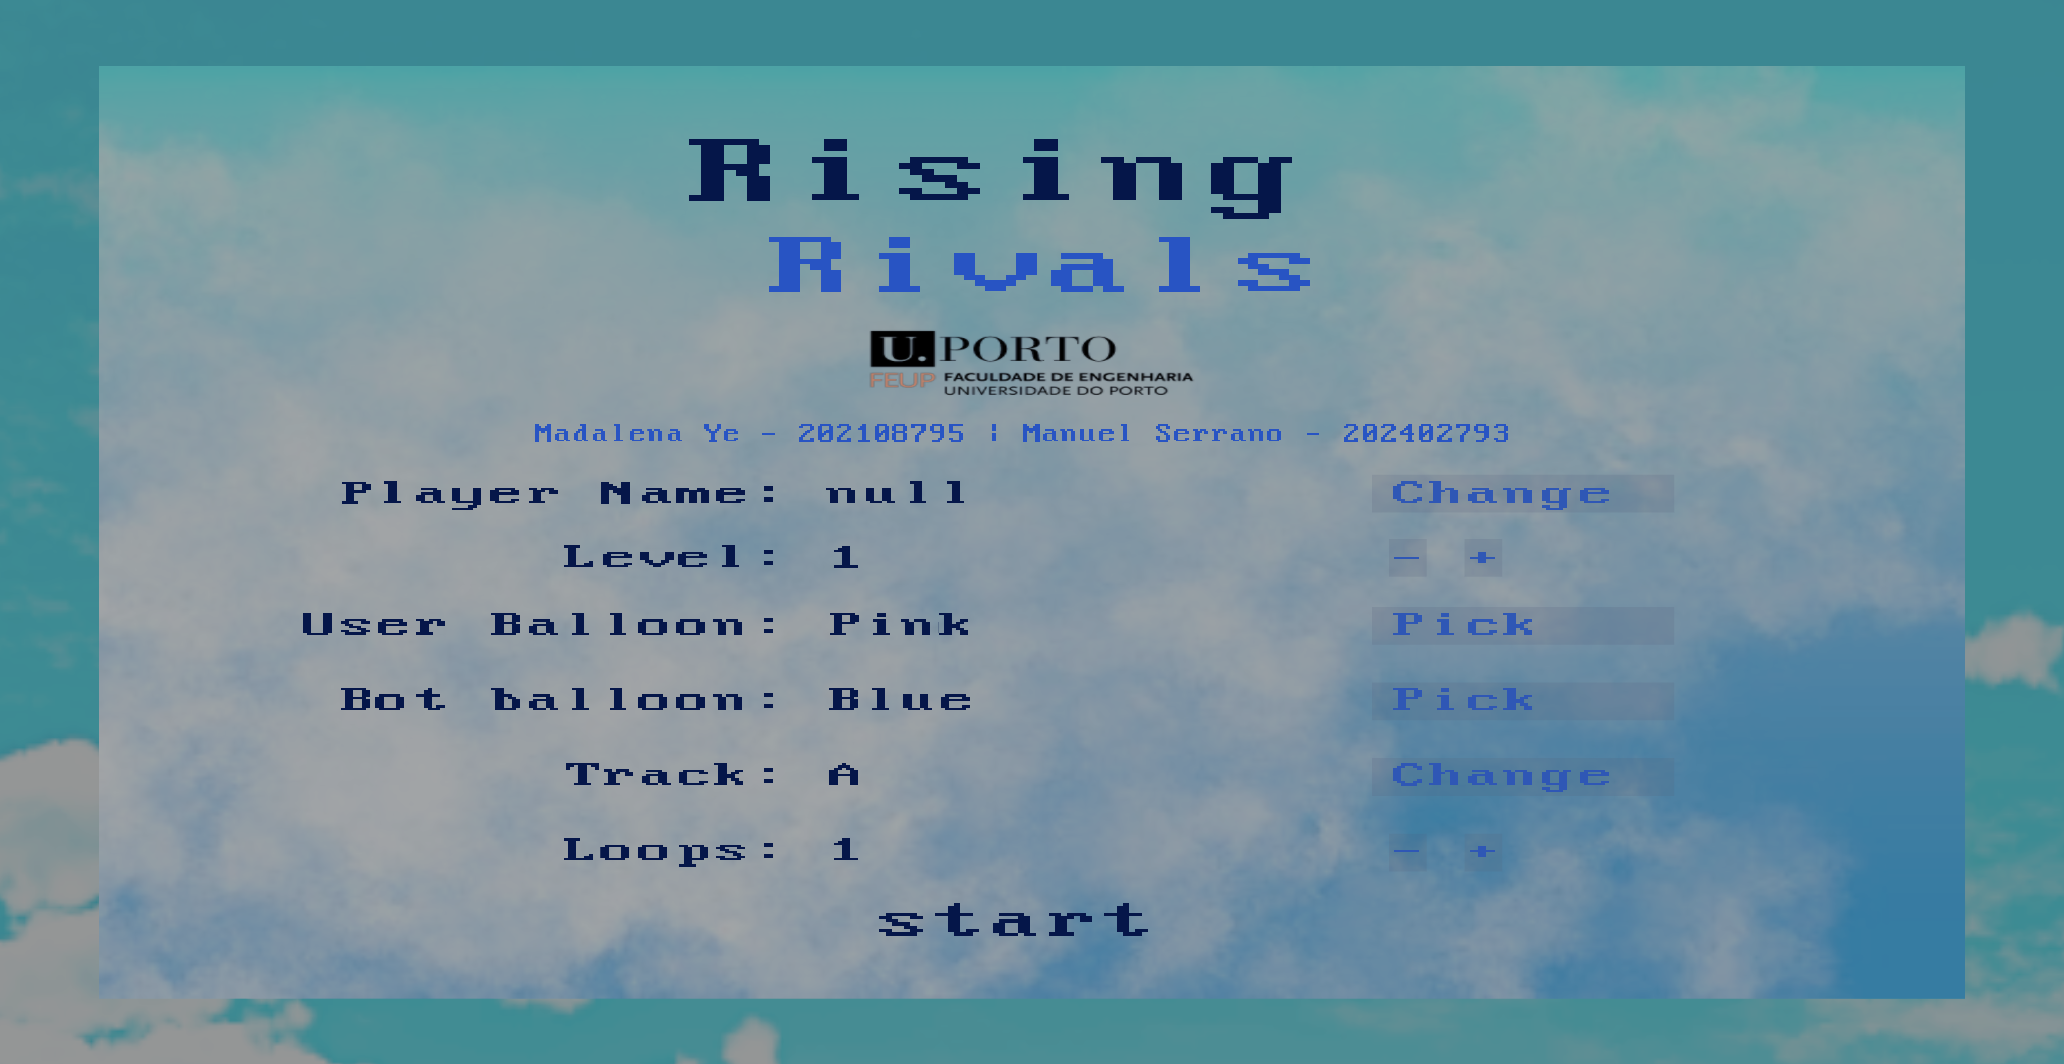 Rising
Rivals
U.PORTO
FEUP FACULDADE DE ENGENHARIA
UNIVERSIDADE DO PORTO
Madalena Ye - 202108795 | Manuel Serrano - 202402793
Player Name: null Change
Level: 1 - +
User Balloon: Pink Pick
Bot balloon: Blue Pick
Track: A Change
Loops: 1 - +
start